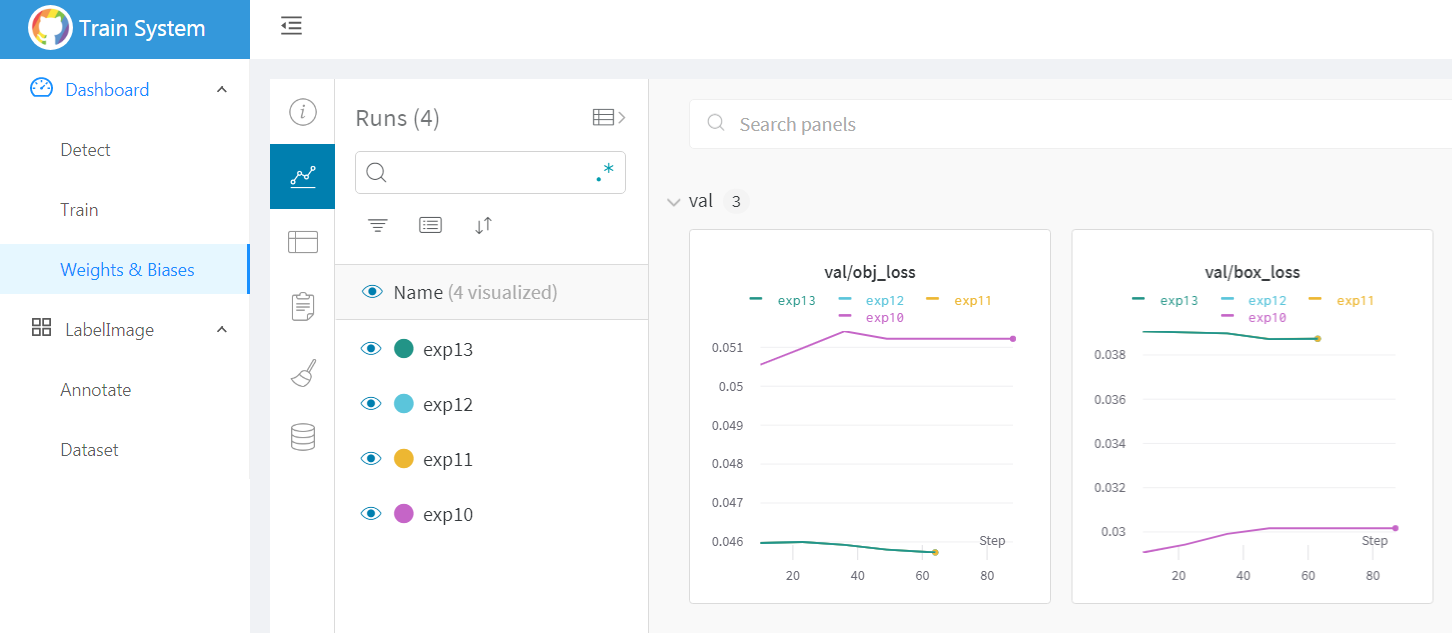 Train System
Dashboard
Detect
Train
Weights & Biases
LabelImage
Annotate
Dataset
i
Runs (4)
.*
Name (4 visualized)
exp13
exp12
exp11
exp10
Search panels
val 3
val/obj_loss
exp13 exp12 exp11
exp10
0.051
0.05
0.049
0.048
0.047
0.046
Step
20 40 60 80
val/box_loss
exp13 exp12 exp11
exp10
0.038
0.036
0.034
0.032
0.03
Step
20 40 60 80